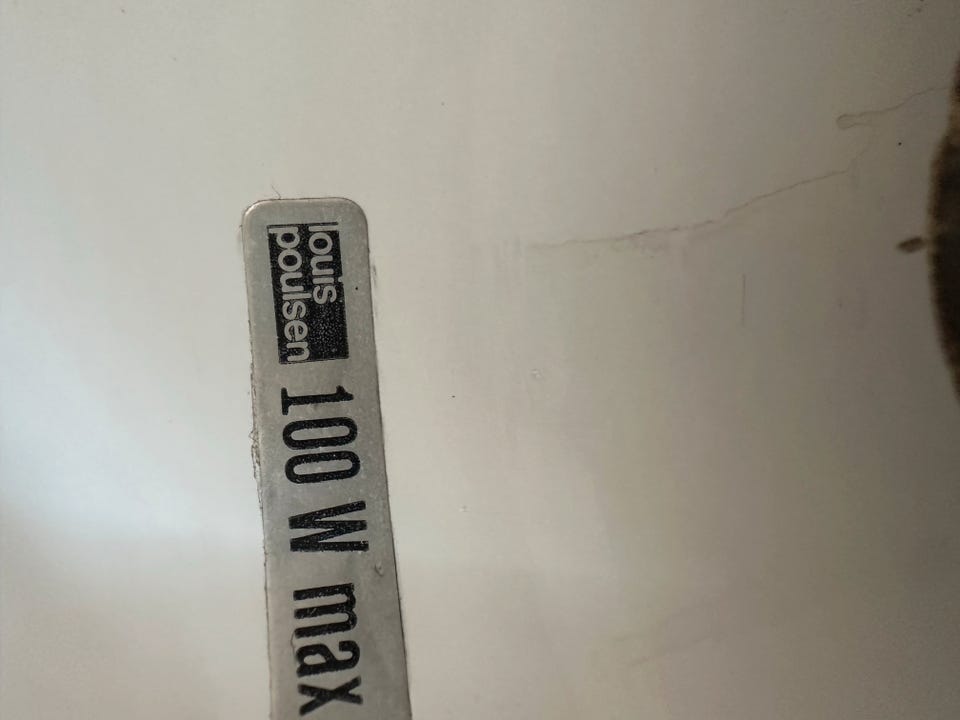 louis
poulsen
100 W max